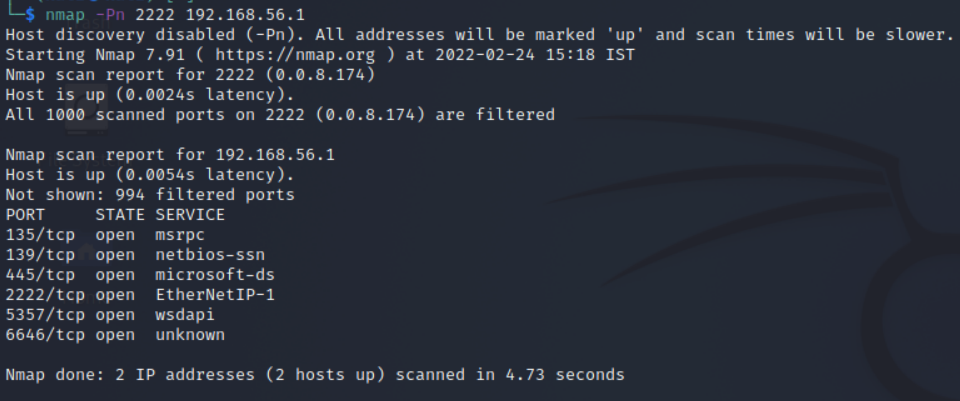 └─$ nmap -Pn 2222 192.168.56.1
Host discovery disabled (-Pn). All addresses will be marked 'up' and scan times will be slower.
Starting Nmap 7.91 ( https://nmap.org ) at 2022-02-24 15:18 IST
Nmap scan report for 2222 (0.0.8.174)
Host is up (0.0024s latency).
All 1000 scanned ports on 2222 (0.0.8.174) are filtered

Nmap scan report for 192.168.56.1
Host is up (0.0054s latency).
Not shown: 994 filtered ports
PORT     STATE SERVICE
135/tcp  open  msrpc
139/tcp  open  netbios-ssn
445/tcp  open  microsoft-ds
2222/tcp open  EtherNetIP-1
5357/tcp open  wsdapi
6646/tcp open  unknown

Nmap done: 2 IP addresses (2 hosts up) scanned in 4.73 seconds